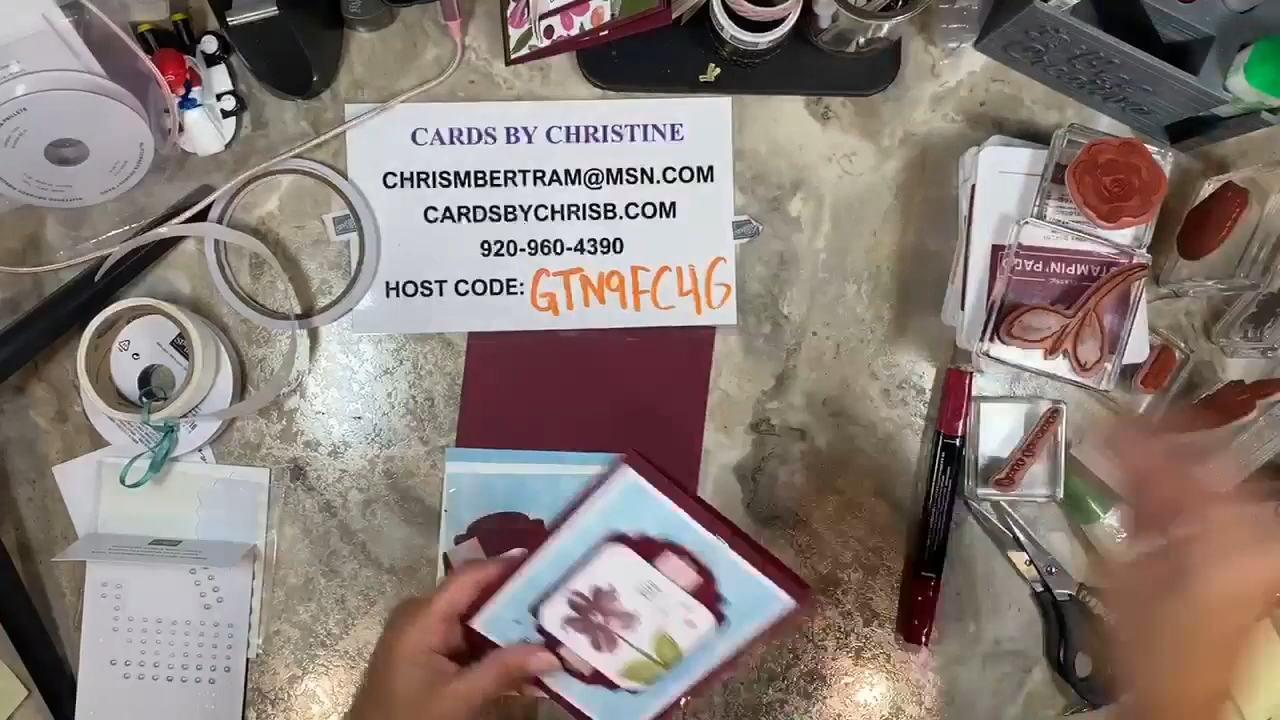 CARDS BY CHRISTINE
CHRISMBERTRAM@MSN.COM
CARDSBYCHRISB.COM
920-960-4390
HOST CODE: GTN9FC4G
STAMPIN' PAD